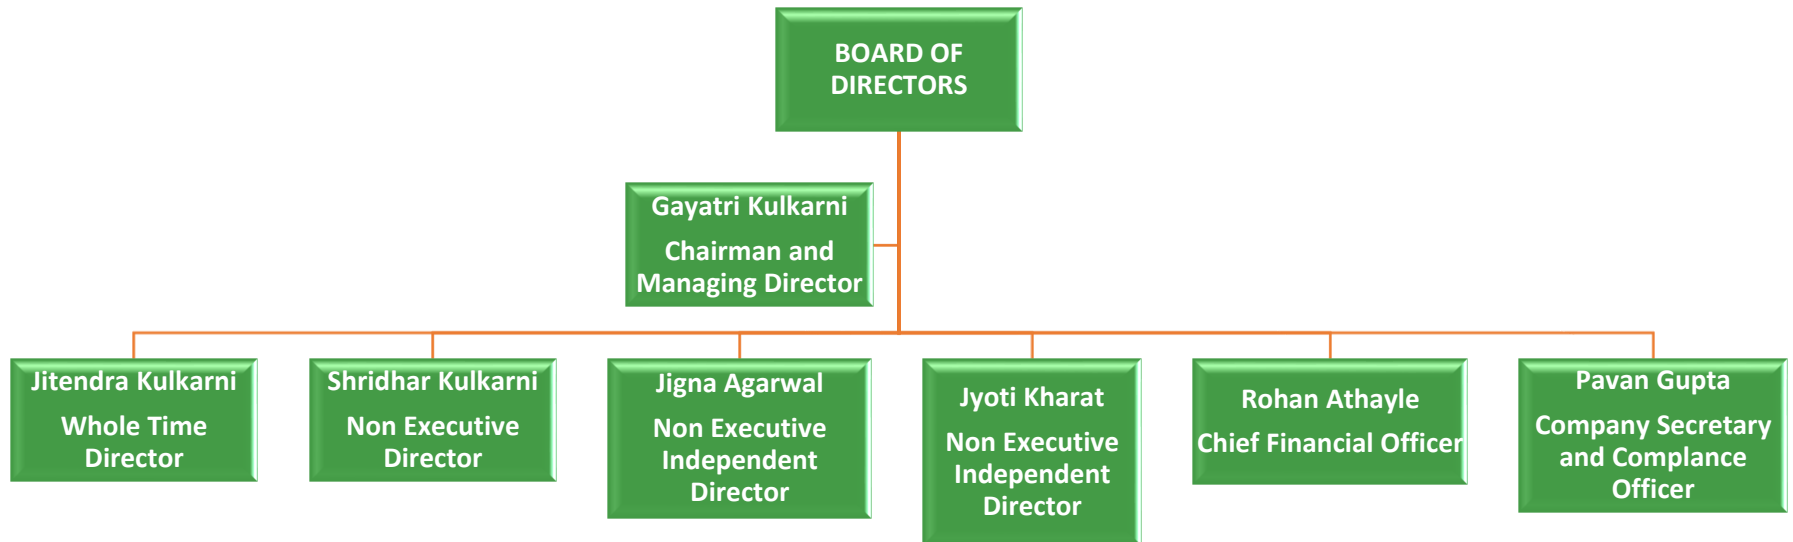 BOARD OF
DIRECTORS
Gayatri Kulkarni
Chairman and
Managing Director
Jitendra Kulkarni
Whole Time
Director
Shridhar Kulkarni
Non Executive
Director
Jigna Agarwal
Non Executive
Independent
Director
Jyoti Kharat
Non Executive
Independent
Director
Rohan Athayle
Chief Financial Officer
Pavan Gupta
Company Secretary
and Complance
Officer